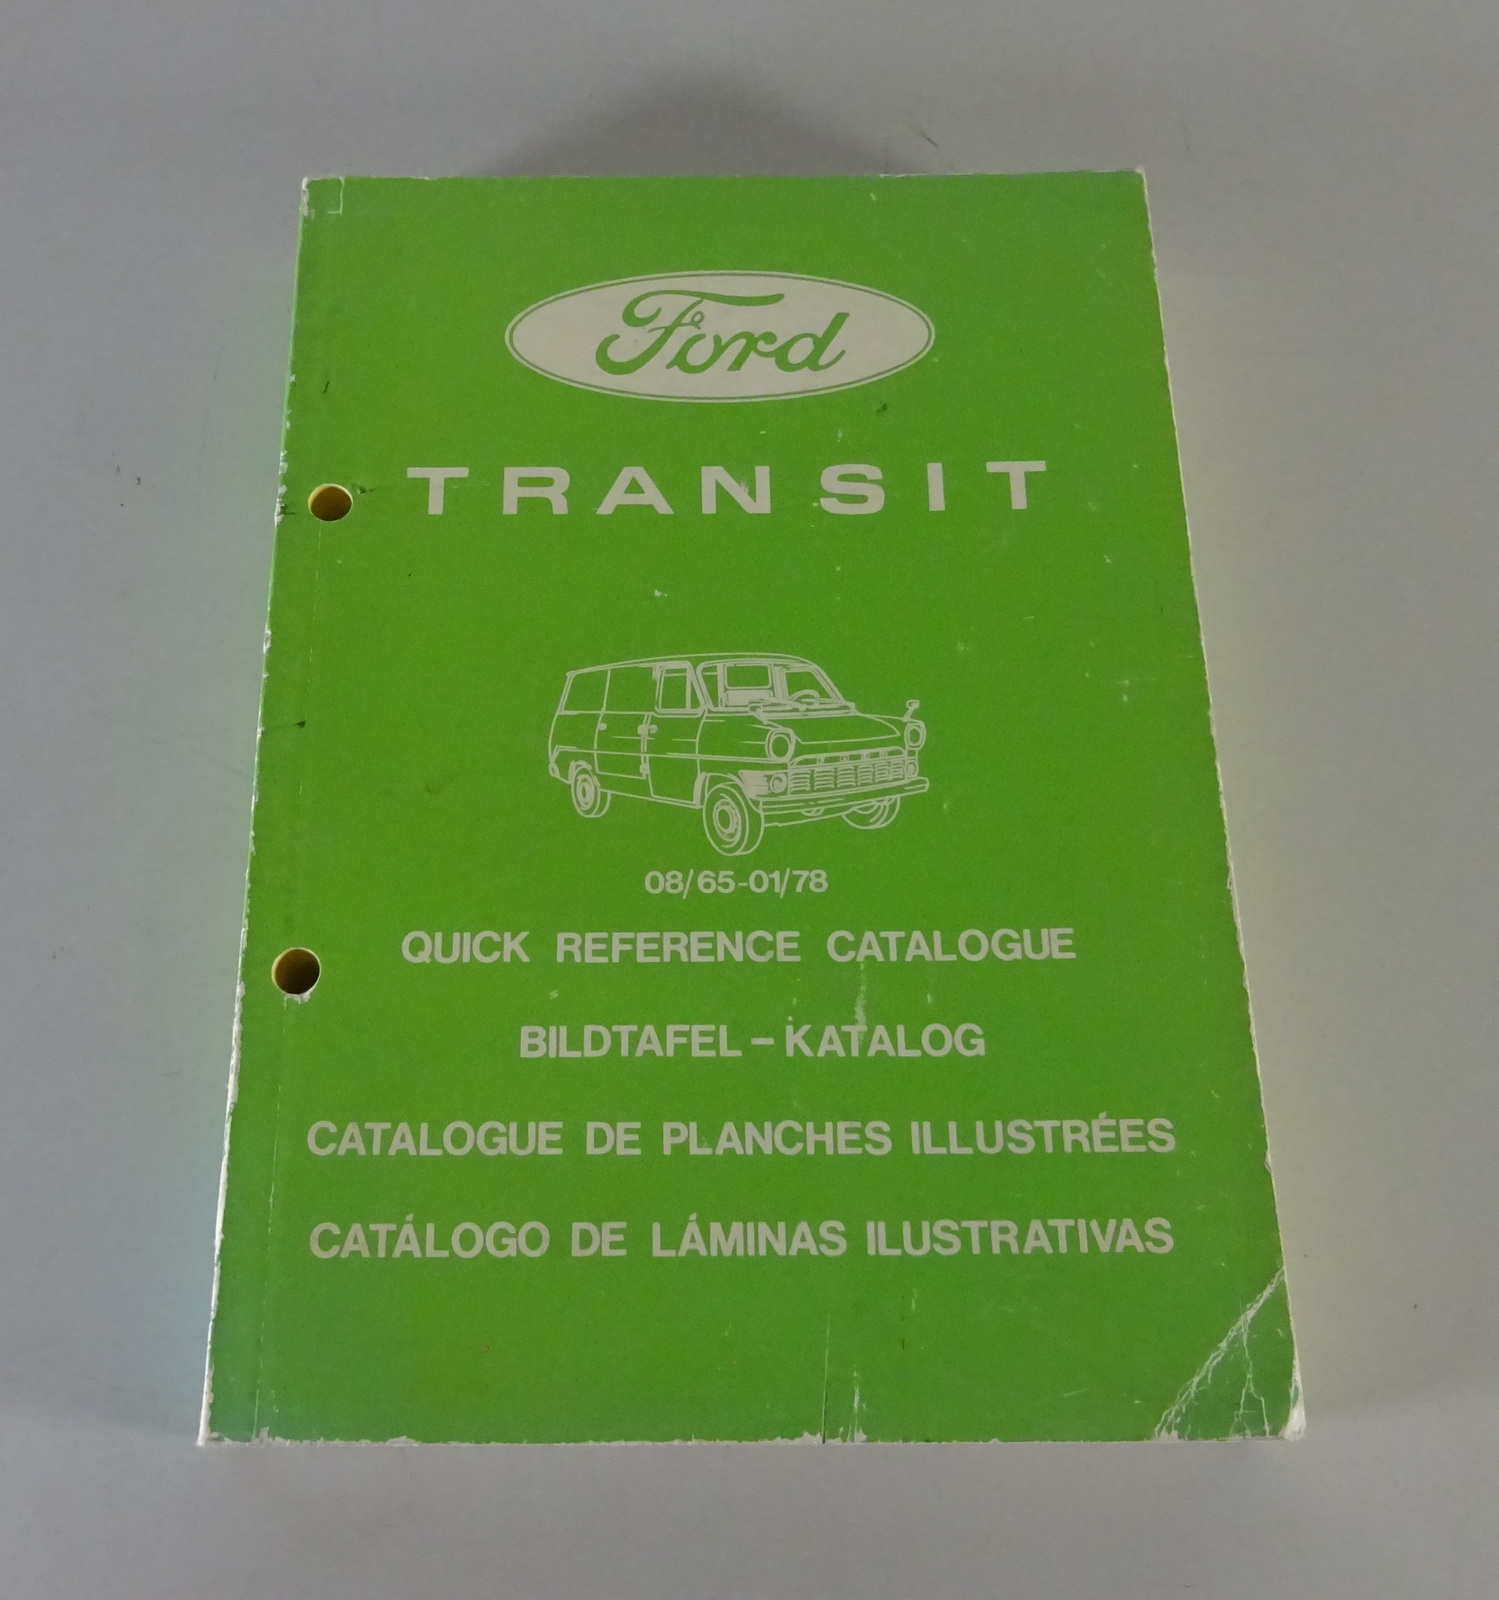 Ford
TRANSIT
08/65-01/78
QUICK REFERENCE CATALOGUE
BILDTAFEL – KATALOG
CATALOGUE DE PLANCHES ILLUSTRÉES
CATÁLOGO DE LÁMINAS ILUSTRATIVAS